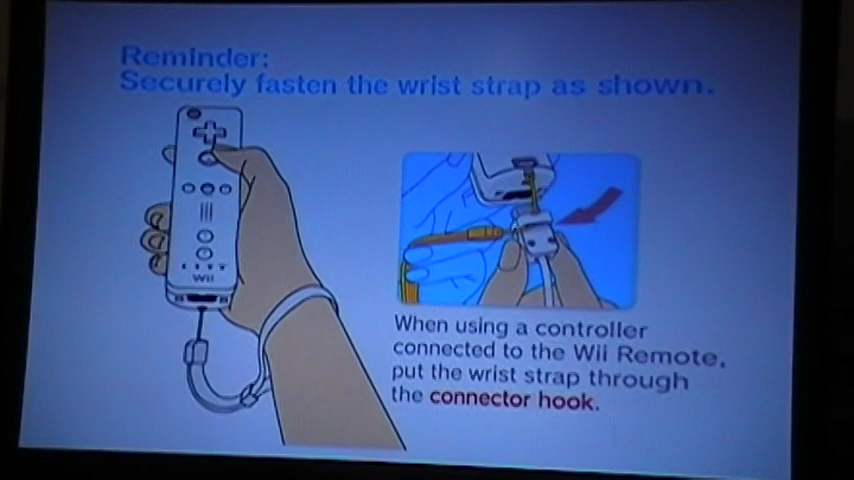 Reminder:
Securely fasten the wrist strap as shown.
Wii
When using a controller
connected to the Wii Remote,
put the wrist strap through
the connector hook.